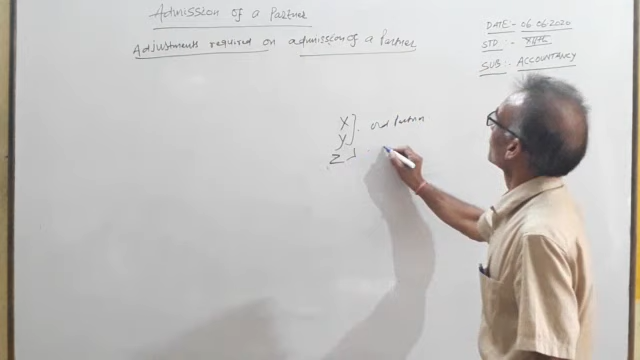 Admission of a Partner
Adjustments required on admission of a Partner
DATE:- 06.06.2020
STD :- XIIth
SUB:- ACCOUNTANCY
X
Y
old Partner
Z